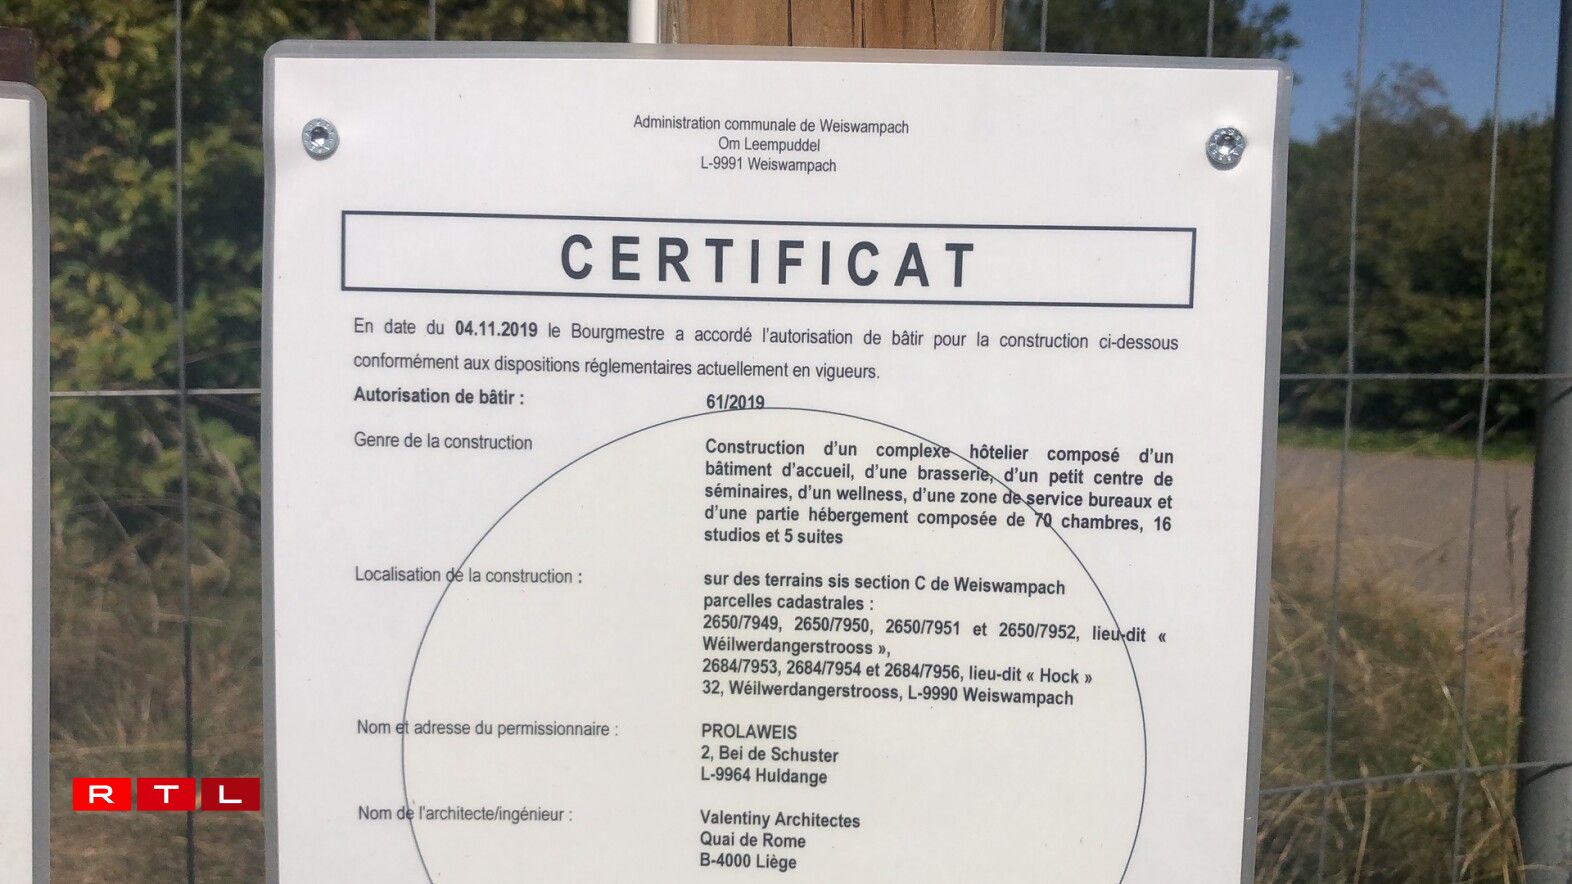 Administration communale de Weiswampach
Om Leempuddel
L-9991 Weiswampach
CERTIFICAT
En date du 04.11.2019 le Bourgmestre a accordé l'autorisation de bâtir pour la construction ci-dessous
conformément aux dispositions réglementaires actuellement en vigueurs.
Autorisation de bâtir : 61/2019
Genre de la construction Construction d'un complexe hôtelier composé d'un
bâtiment d'accueil, d'une brasserie, d'un petit centre de
séminaires, d'un wellness, d'une zone de service bureaux et
d'une partie hébergement composée de 70 chambres, 16
studios et 5 suites
Localisation de la construction : sur des terrains sis section C de Weiswampach
parcelles cadastrales :
2650/7949, 2650/7950, 2650/7951 et 2650/7952, lieu-dit «
Wéilwerdangerstrooss »,
2684/7953, 2684/7954 et 2684/7956, lieu-dit « Hock »
32, Wéilwerdangerstrooss, L-9990 Weiswampach
Nom et adresse du permissionnaire : PROLAWEIS
2, Bei de Schuster
L-9964 Huldange
Nom de l'architecte/ingénieur : Valentiny Architectes
Quai de Rome
B-4000 Liège
RTL